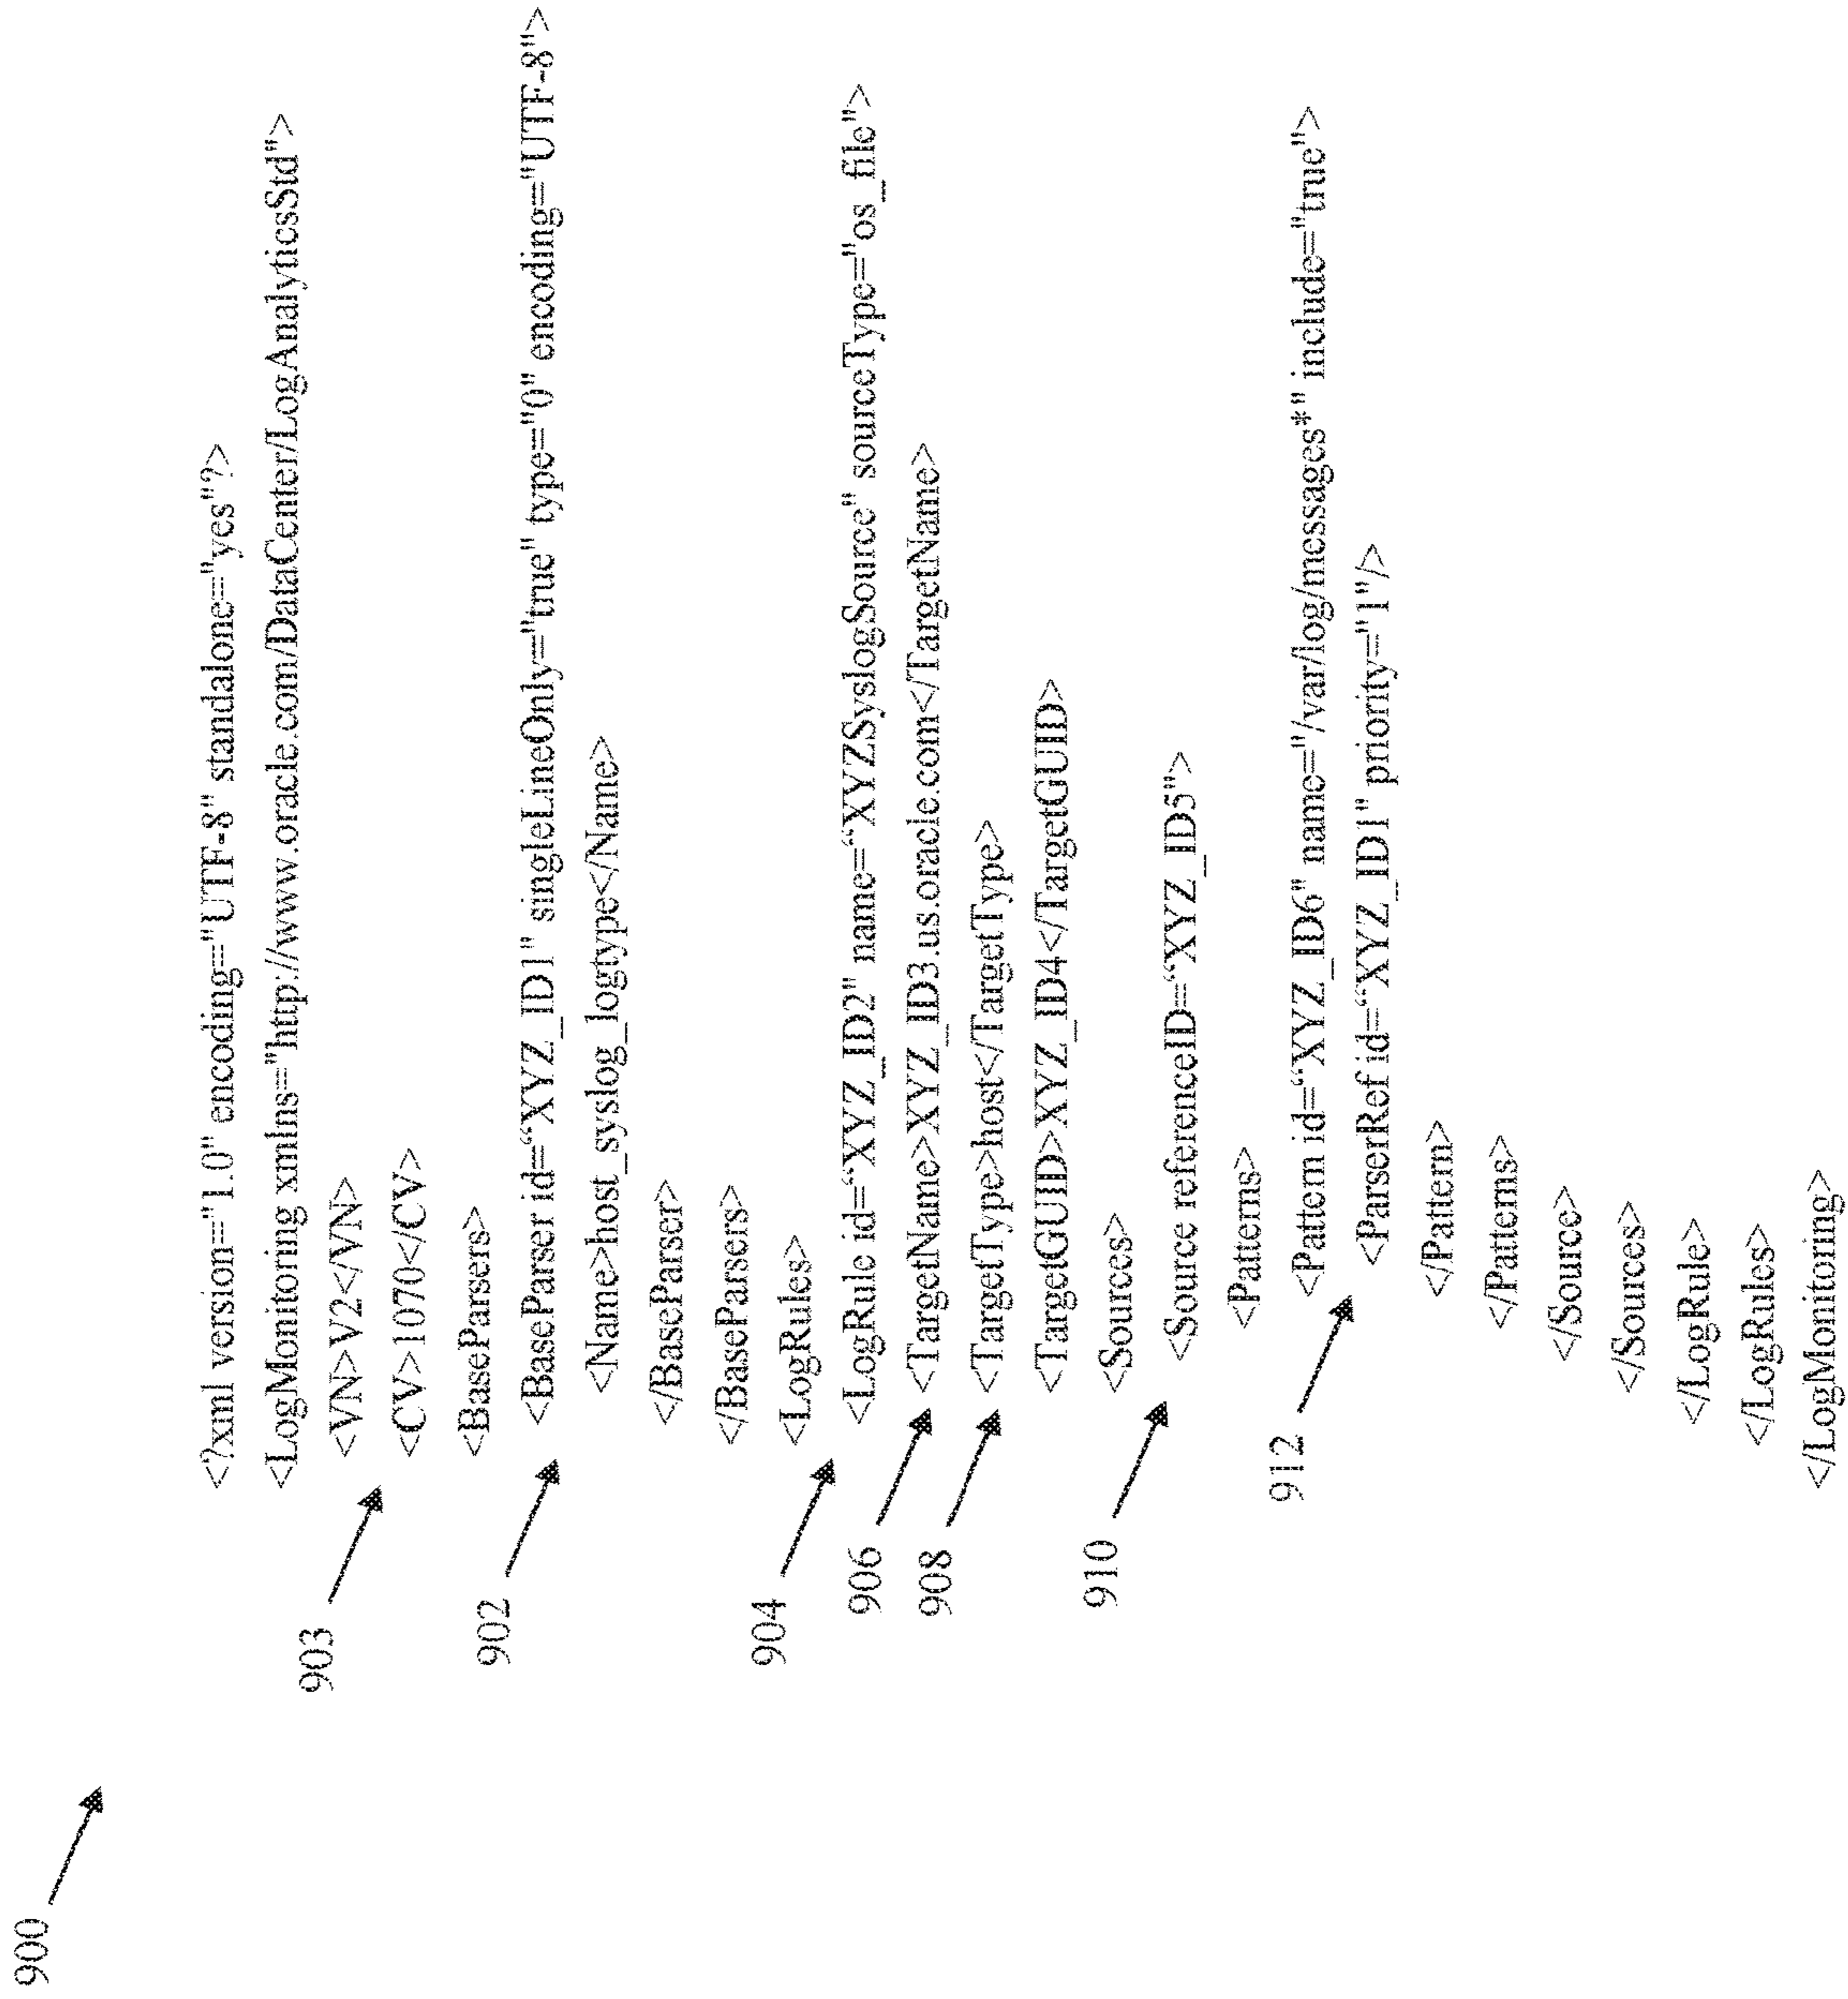 900
<?xml version="1.0" encoding="UTF-8" standalone="yes"?>
<LogMonitoring xmlns="http://www.oracle.com/DataCenter/LogAnalyticsStd">
<VN>V2</VN>
903
<CV>1070</CV>
<BaseParsers>
902
<BaseParser id="XYZ_ID1" singleLineOnly="true" type="0" encoding="UTF-8">
<Name>host_syslog_logtype</Name>
</BaseParser>
</BaseParsers>
<LogRules>
904
<LogRule id="XYZ_ID2" name="XYZSyslogSource" sourceType="os_file">
906
<TargetName>XYZ_ID3.us.oracle.com</TargetName>
908
<TargetType>host</TargetType>
<TargetGUID>XYZ_ID4</TargetGUID>
<Sources>
910
<Source referenceID="XYZ_ID5">
<Patterns>
<Pattern id="XYZ_ID6" name="/var/log/messages*" include="true">
912
<ParserRef id="XYZ_ID1" priority="1"/>
</Pattern>
</Patterns>
</Source>
</Sources>
</LogRule>
</LogRules>
</LogMonitoring>